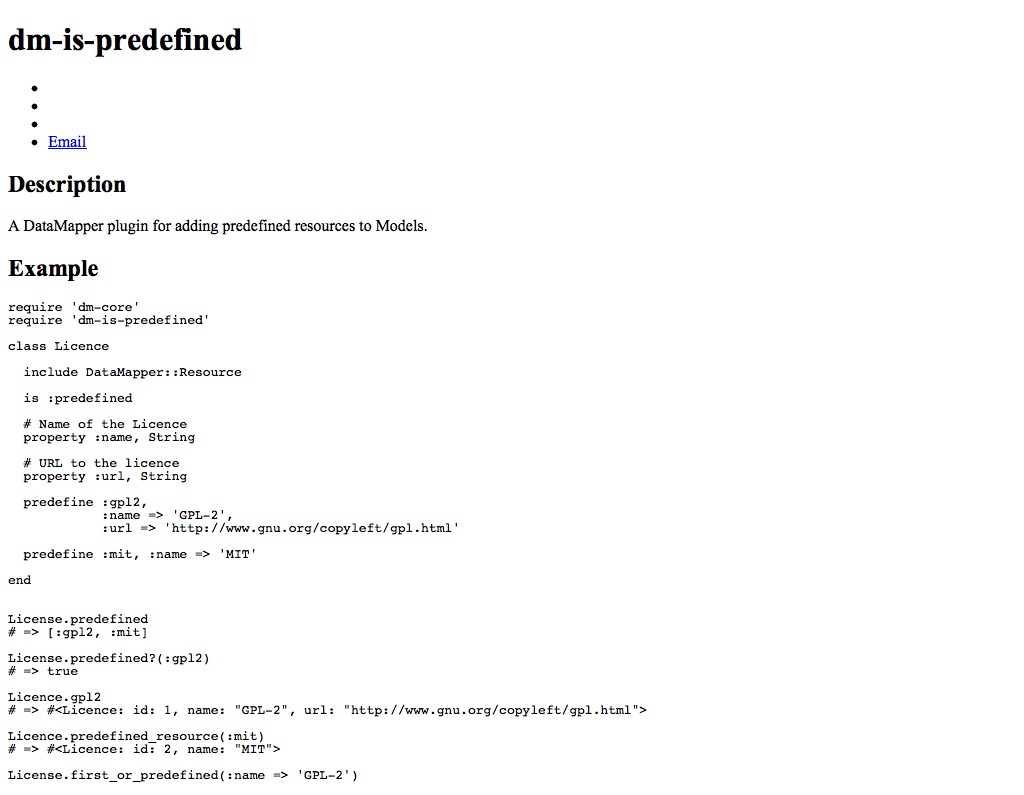 dm-is-predefined
Email
Description
A DataMapper plugin for adding predefined resources to Models.
Example
require 'dm-core'
require 'dm-is-predefined'
class Licence
include DataMapper::Resource
is :predefined
# Name of the Licence
property :name, String
# URL to the licence
property :url, String
predefine :gpl2,
:name => 'GPL-2',
:url => 'http://www.gnu.org/copyleft/gpl.html'
predefine :mit, :name => 'MIT'
end
License.predefined
# => [:gpl2, :mit]
License.predefined?(:gpl2)
# => true
Licence.gpl2
# => #<Licence: id: 1, name: "GPL-2", url: "http://www.gnu.org/copyleft/gpl.html">
Licence.predefined_resource(:mit)
# => #<Licence: id: 2, name: "MIT">
License.first_or_predefined(:name => 'GPL-2')